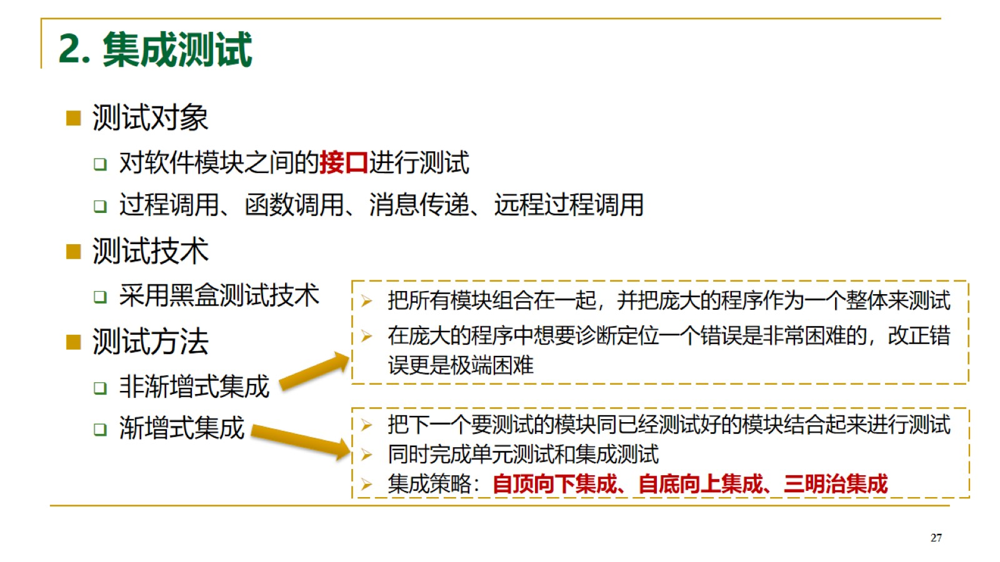 2. 集成测试
测试对象
对软件模块之间的接口进行测试
过程调用、函数调用、消息传递、远程过程调用
测试技术
采用黑盒测试技术
测试方法
非渐增式集成
渐增式集成
把所有模块组合在一起，并把庞大的程序作为一个整体来测试
在庞大的程序中想要诊断定位一个错误是非常困难的，改正错
误更是极端困难
把下一个要测试的模块同已经测试好的模块结合起来进行测试
同时完成单元测试和集成测试
集成策略：自顶向下集成、自底向上集成、三明治集成
27